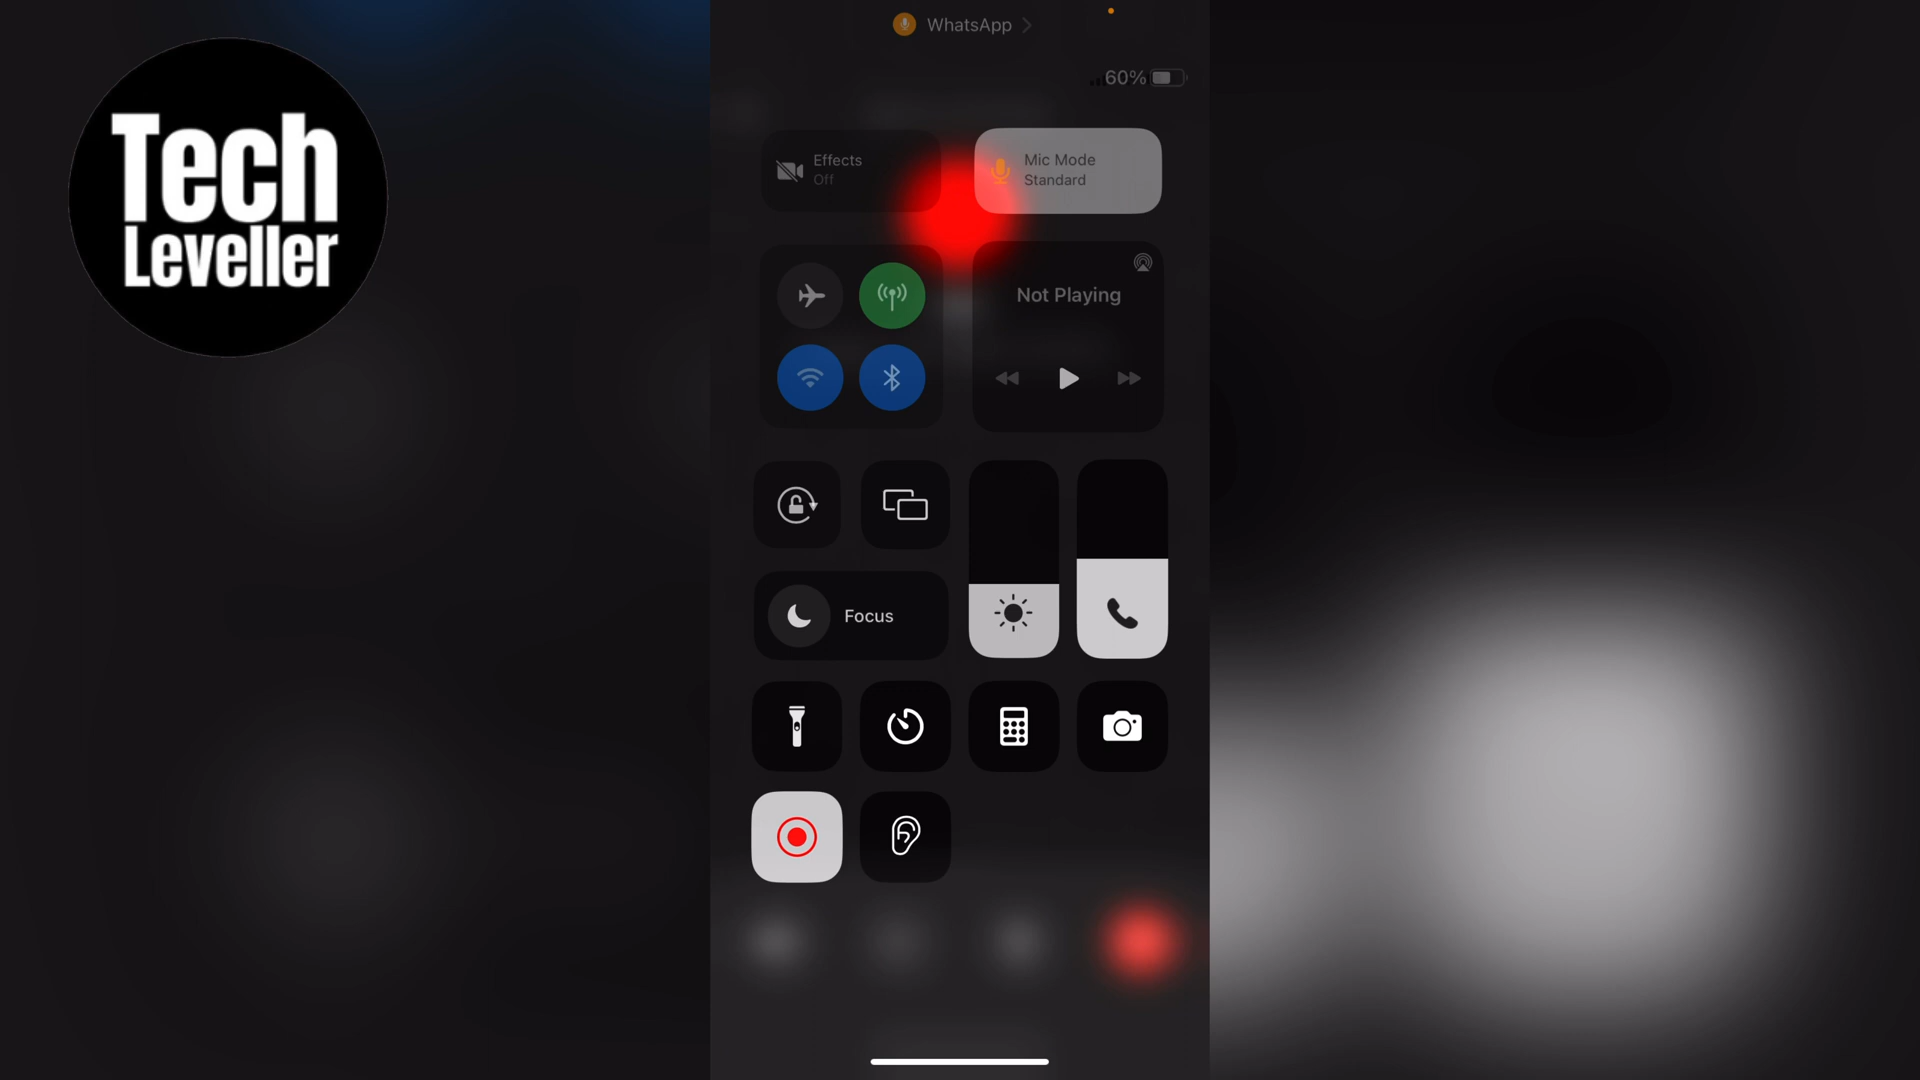 WhatsApp
60%
Tech
Leveller
Effects
Off
Mic Mode
Standard
Not Playing
Focus